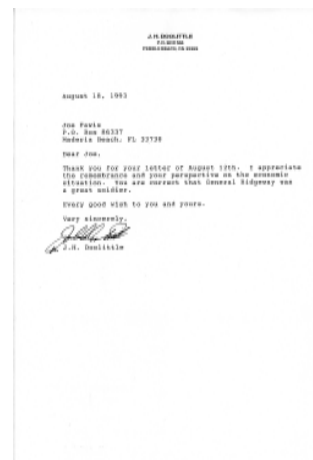 J.H. DOOLITTLE
August 18, 1993
Joe Pewis
P.O. Box 86337
Maderia Beach, FL 33738
Dear Joe,
Thank you for your letter of August 12th. I appreciate
the remembrance and your perspective on the economic
situation. You are correct that General Ridgeway was
a great soldier.
Every good wish to you and yours.
Very sincerely,
J.H. Doolittle